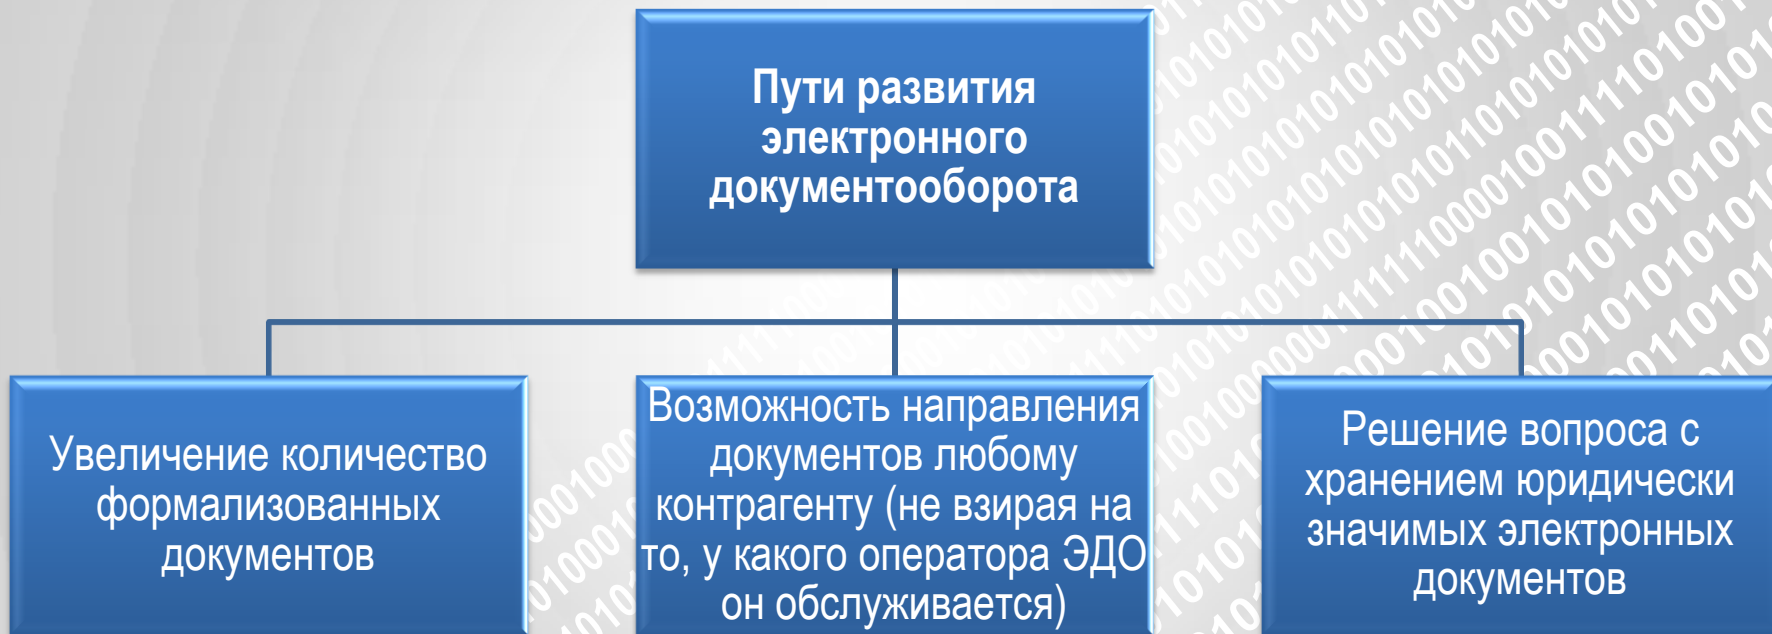 Пути развития
электронного
документооборота
Увеличение количество
формализованных
документов
Возможность направления
документов любому
контрагенту (не взирая на
то, у какого оператора ЭДО
он обслуживается)
Решение вопроса с
хранением юридически
значимых электронных
документов